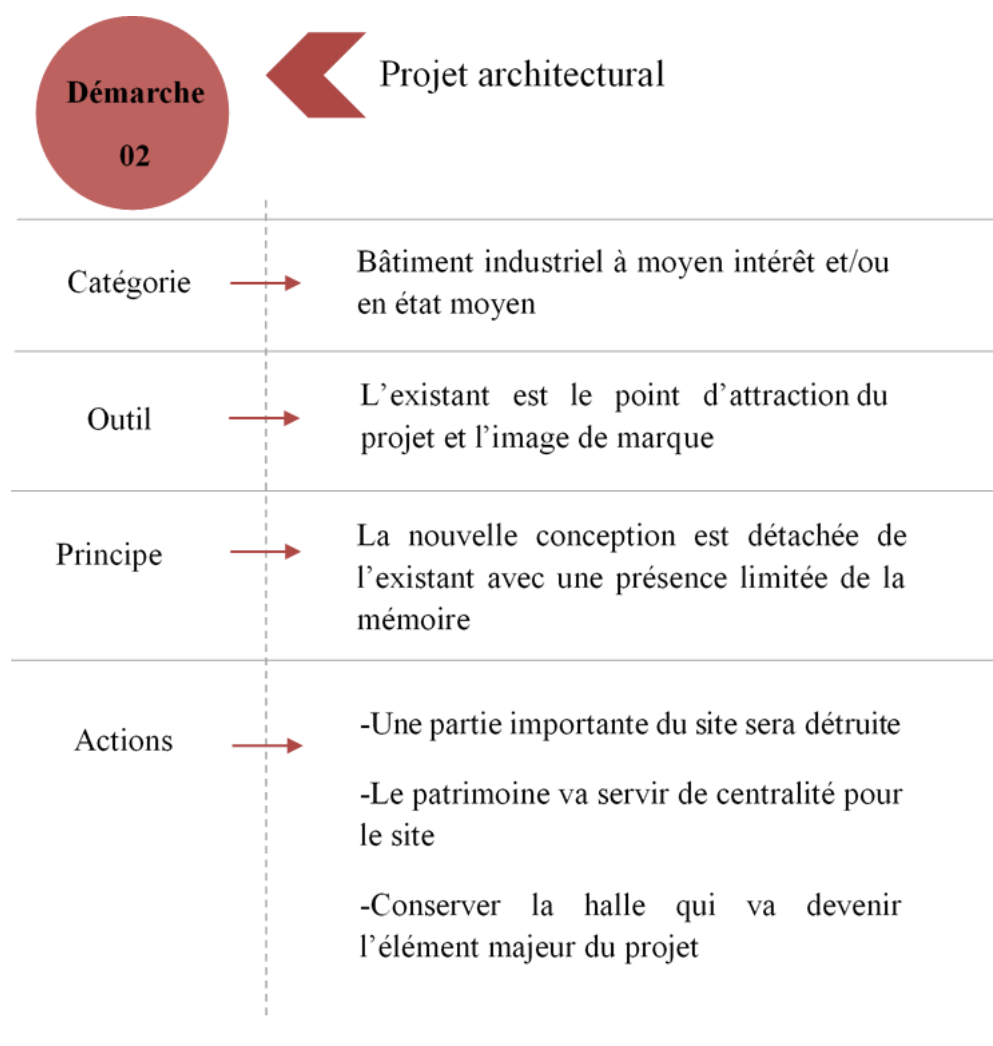 Démarche
02
Projet architectural
Catégorie
Bâtiment industriel à moyen intérêt et/ou
en état moyen
Outil
L’existant est le point d’attraction du
projet et l’image de marque
Principe
La nouvelle conception est détachée de
l’existant avec une présence limitée de la
mémoire
Actions
-Une partie importante du site sera détruite
-Le patrimoine va servir de centralité pour
le site
-Conserver la halle qui va devenir
l’élément majeur du projet